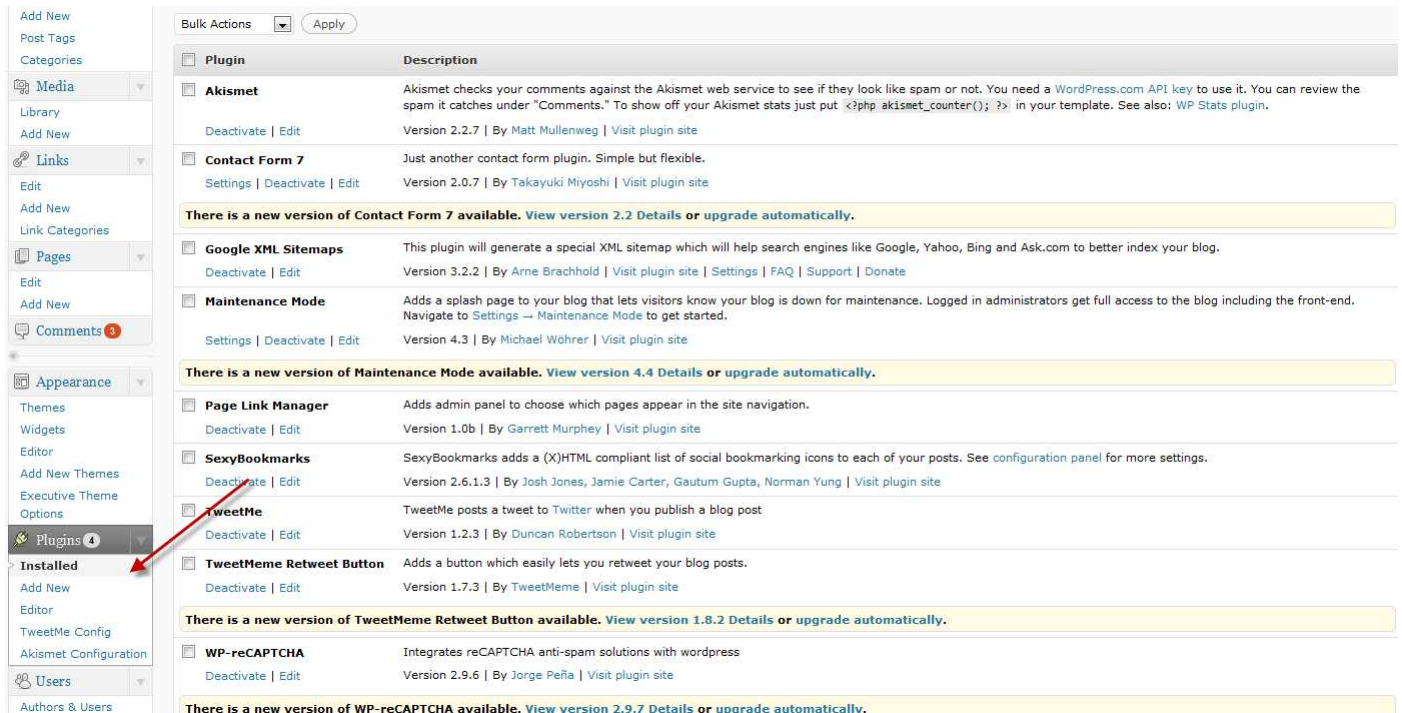 Add New
Post Tags
Categories
Media
Library
Add New
Links
Edit
Add New
Link Categories
Pages
Edit
Add New
Comments 3
Appearance
Themes
Widgets
Editor
Add New Themes
Executive Theme
Options
Plugins 4
Installed
Add New
Editor
TweetMe Config
Akismet Configuration
Users
Authors & Users
Bulk Actions Apply
Plugin Description
Akismet Akismet checks your comments against the Akismet web service to see if they look like spam or not. You need a WordPress.com API key to use it. You can review the
spam it catches under "Comments." To show off your Akismet stats just put <?php akismet_counter(); ?> in your template. See also: WP Stats plugin.
Deactivate | Edit Version 2.2.7 | By Matt Mullenweg | Visit plugin site
Contact Form 7 Just another contact form plugin. Simple but flexible.
Settings | Deactivate | Edit Version 2.0.7 | By Takayuki Miyoshi | Visit plugin site
There is a new version of Contact Form 7 available. View version 2.2 Details or upgrade automatically.
Google XML Sitemaps This plugin will generate a special XML sitemap which will help search engines like Google, Yahoo, Bing and Ask.com to better index your blog.
Deactivate | Edit Version 3.2.2 | By Arne Brachhold | Visit plugin site | Settings | FAQ | Support | Donate
Maintenance Mode Adds a splash page to your blog that lets visitors know your blog is down for maintenance. Logged in administrators get full access to the blog including the front-end.
Navigate to Settings → Maintenance Mode to get started.
Settings | Deactivate | Edit Version 4.3 | By Michael Wöhrer | Visit plugin site
There is a new version of Maintenance Mode available. View version 4.4 Details or upgrade automatically.
Page Link Manager Adds admin panel to choose which pages appear in the site navigation.
Deactivate | Edit Version 1.0b | By Garrett Murphey | Visit plugin site
SexyBookmarks SexyBookmarks adds a (X)HTML compliant list of social bookmarking icons to each of your posts. See configuration panel for more settings.
Deactivate | Edit Version 2.6.1.3 | By Josh Jones, Jamie Carter, Gautum Gupta, Norman Yung | Visit plugin site
TweetMe TweetMe posts a tweet to Twitter when you publish a blog post
Deactivate | Edit Version 1.2.3 | By Duncan Robertson | Visit plugin site
TweetMeme Retweet Button Adds a button which easily lets you retweet your blog posts.
Deactivate | Edit Version 1.7.3 | By TweetMeme | Visit plugin site
There is a new version of TweetMeme Retweet Button available. View version 1.8.2 Details or upgrade automatically.
WP-reCAPTCHA Integrates reCAPTCHA anti-spam solutions with wordpress
Deactivate | Edit Version 2.9.6 | By Jorge Peña | Visit plugin site
There is a new version of WP-reCAPTCHA available. View version 2.9.7 Details or upgrade automatically.